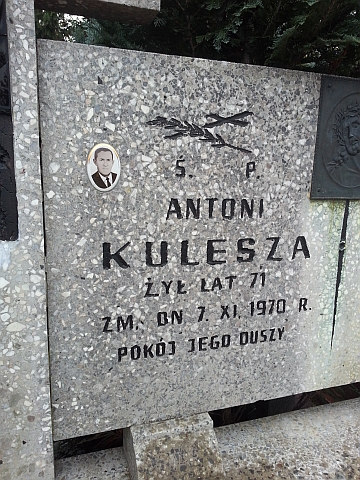 Ś. P.
ANTONI
KULESZA
ŻYŁ LAT 71
ZM. DN 7. XI. 1970 R.
POKÓJ JEGO DUSZY